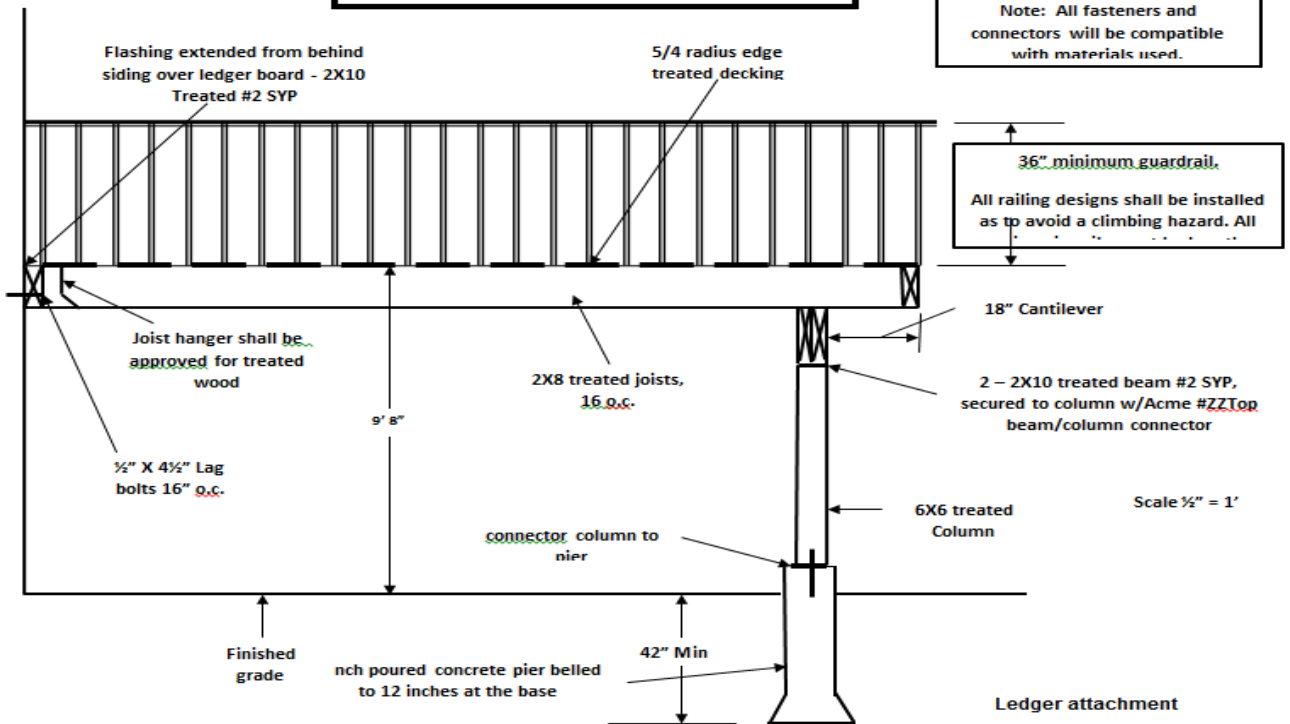 Note: All fasteners and
connectors will be compatible
with materials used.
Flashing extended from behind
siding over ledger board - 2X10
Treated #2 SYP
5/4 radius edge
treated decking
36” minimum guardrail.
All railing designs shall be installed
as to avoid a climbing hazard. All
18” Cantilever
Joist hanger shall be
approved for treated
wood
2X8 treated joists,
16 o.c.
2 – 2X10 treated beam #2 SYP,
secured to column w/Acme #ZZTop
beam/column connector
9’ 8”
½” X 4½” Lag
bolts 16” o.c.
Scale ½” = 1’
6X6 treated
Column
connector column to
pier
Finished
grade
42” Min
nch poured concrete pier belled
to 12 inches at the base
Ledger attachment